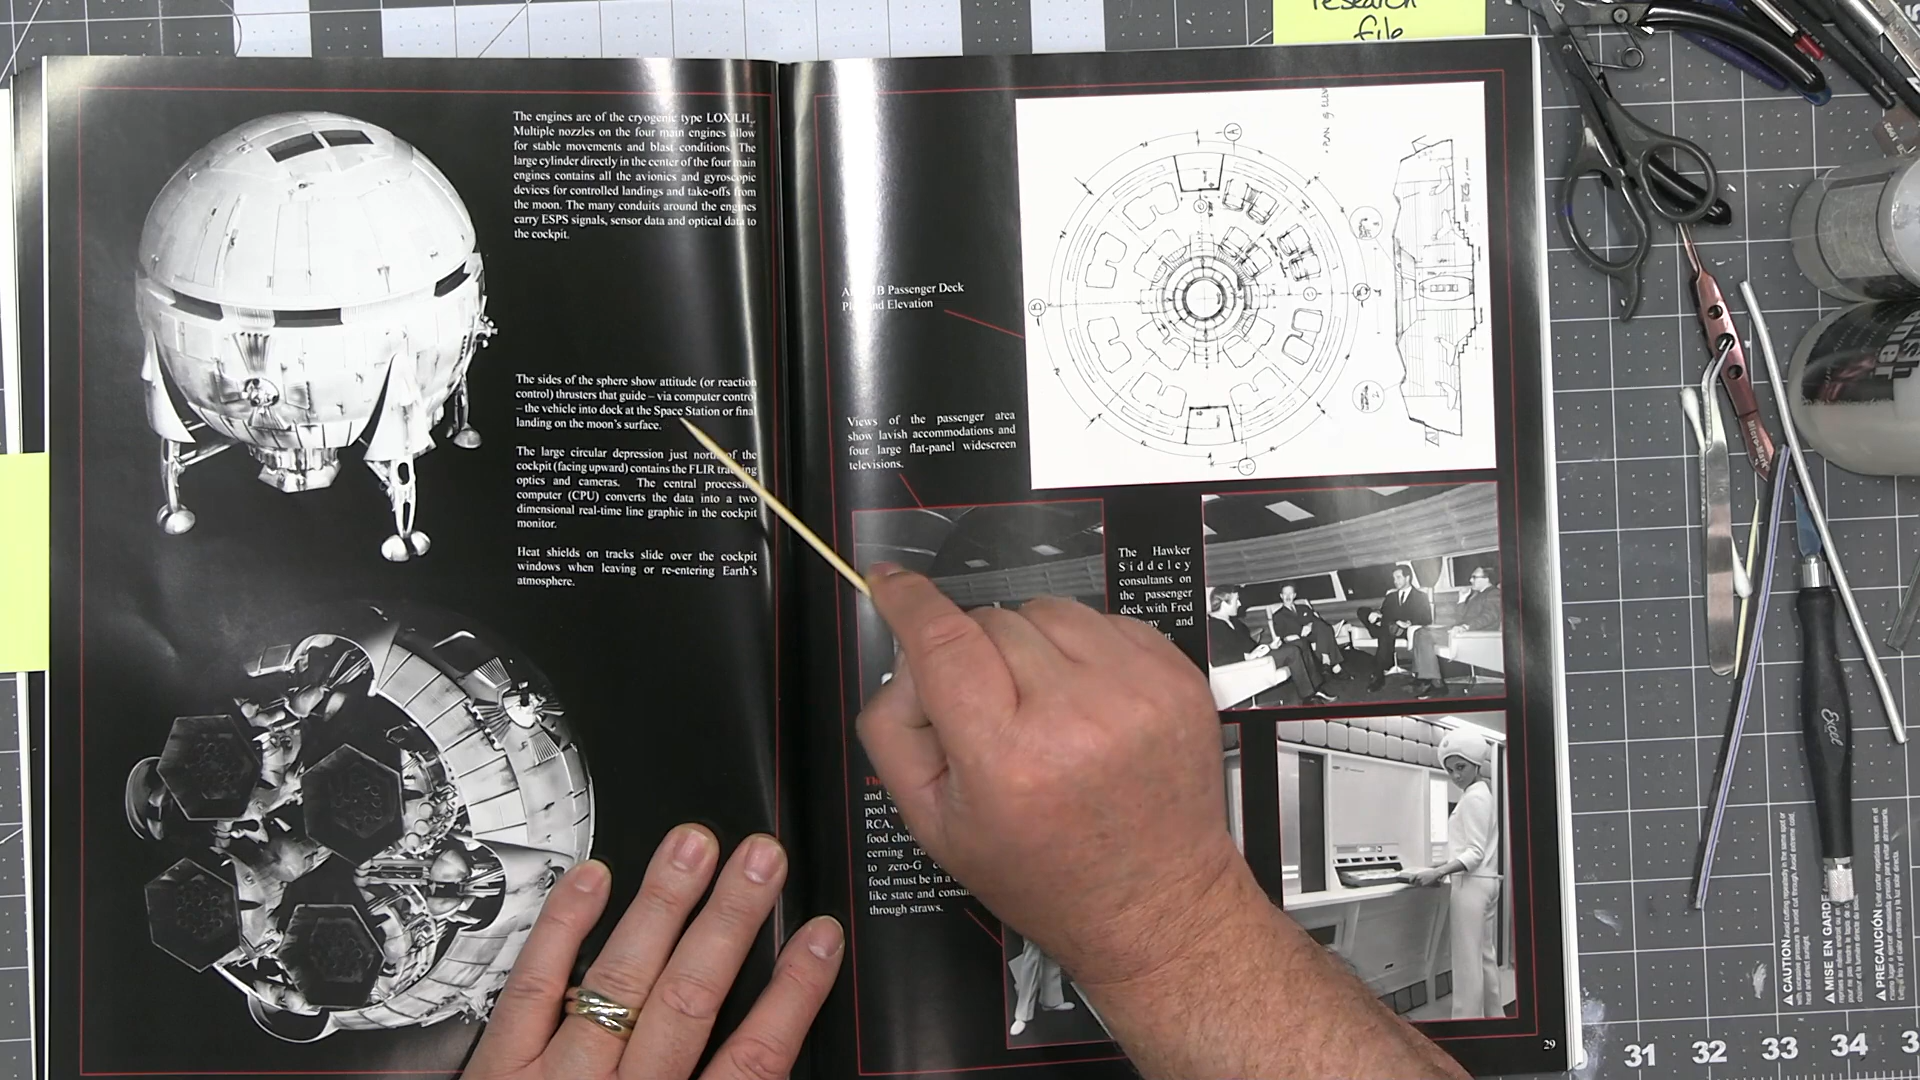 research
file
The engines are of the cryogenic type LOX/LH2.
Multiple nozzles on the four main engines allow
for stable movements and blast conditions. The
large cylinder directly in the center of the four main
engines contains all the avionics and gyroscopic
devices for controlled landings and take-offs from
the moon. The many conduits around the engines
carry ESPS signals, sensor data and optical data to
the cockpit.
The sides of the sphere show attitude (or reaction
control) thrusters that guide – via computer control
– the vehicle into dock at the Space Station or final
landing on the moon's surface.
The large circular depression just north of the
cockpit (facing upward) contains the FLIR tracking
optics and cameras. The central processing
computer (CPU) converts the data into a two
dimensional real-time line graphic in the cockpit
monitor.
Heat shields on tracks slide over the cockpit
windows when leaving or re-entering Earth's
atmosphere.
Passenger Deck
Elevation
Views of the passenger area
show lavish accommodations and
four large flat-panel widescreen
televisions.
The Hawker
Siddeley
consultants on
the passenger
deck with Fred
and
and
pool
RCA,
food
cerning
to zero-G
food must be in a
like state and
through straws.
29
Excel
31 32 33 34
CAUTION
MISE EN GARDE
PRECAUCIÓN